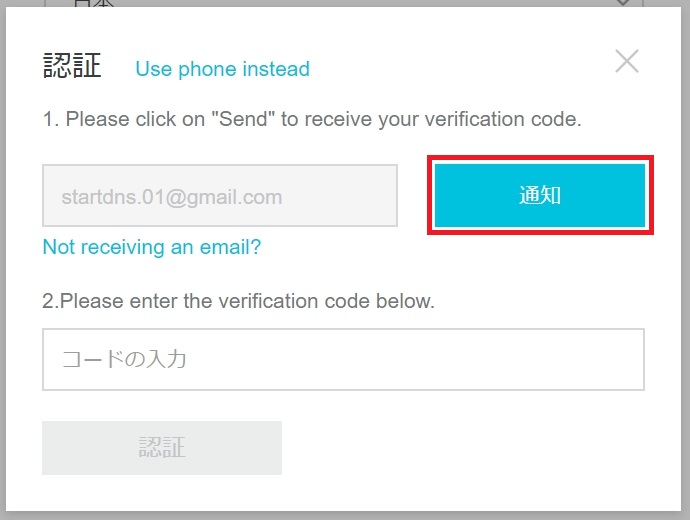 日本
認証 Use phone instead
1. Please click on "Send" to receive your verification code.
startdns.01@gmail.com 通知
Not receiving an email?
2.Please enter the verification code below.
コードの入力
認証